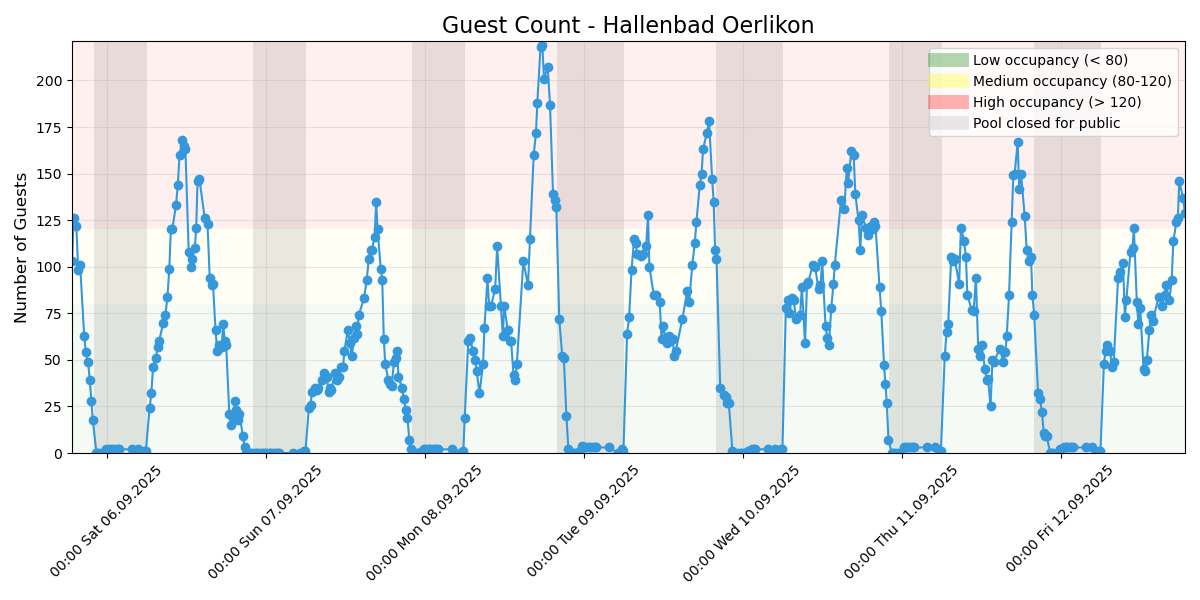 Guest Count - Hallenbad Oerlikon
Number of Guests
200
175
150
125
100
75
50
25
0
Low occupancy (< 80)
Medium occupancy (80-120)
High occupancy (> 120)
Pool closed for public
00:00 Sat 06.09.2025
00:00 Sun 07.09.2025
00:00 Mon 08.09.2025
00:00 Tue 09.09.2025
00:00 Wed 10.09.2025
00:00 Thu 11.09.2025
00:00 Fri 12.09.2025